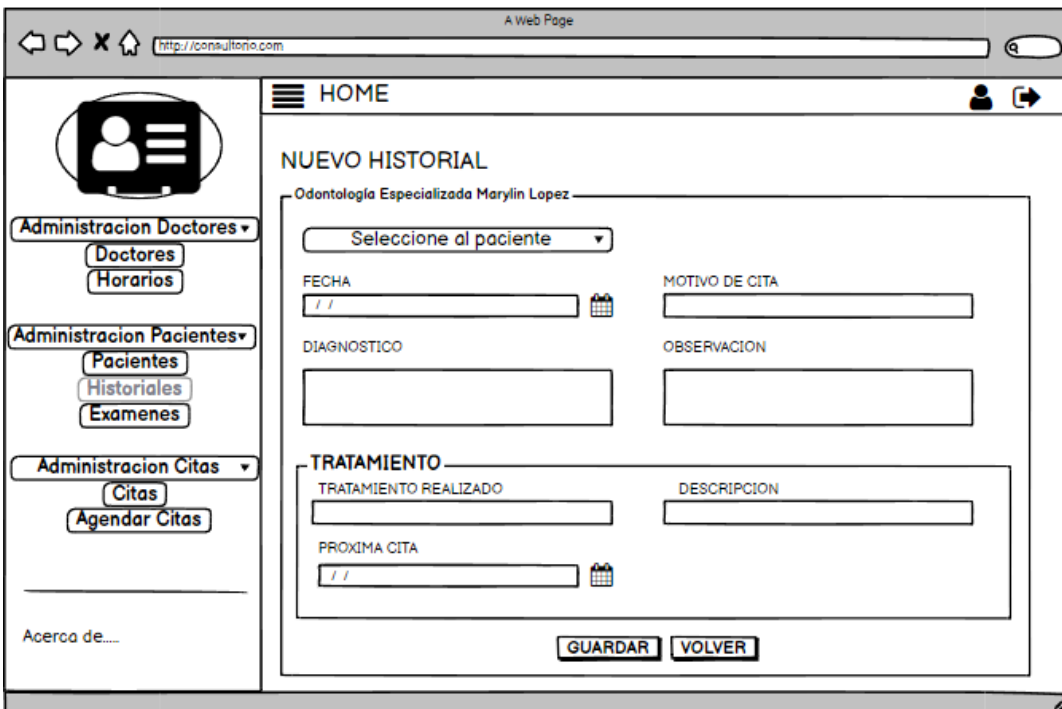 A Web Page
http://consultorio.com
HOME
NUEVO HISTORIAL
Odontología Especializada Marylin Lopez
Administracion Doctores
Doctores
Horarios
Administracion Pacientes
Pacientes
Historiales
Examenes
Administracion Citas
Citas
Agendar Citas
Acerca de.....
Seleccione al paciente
FECHA
/ /
MOTIVO DE CITA
DIAGNOSTICO
OBSERVACION
TRATAMIENTO
TRATAMIENTO REALIZADO
DESCRIPCION
PROXIMA CITA
/ /
GUARDAR
VOLVER